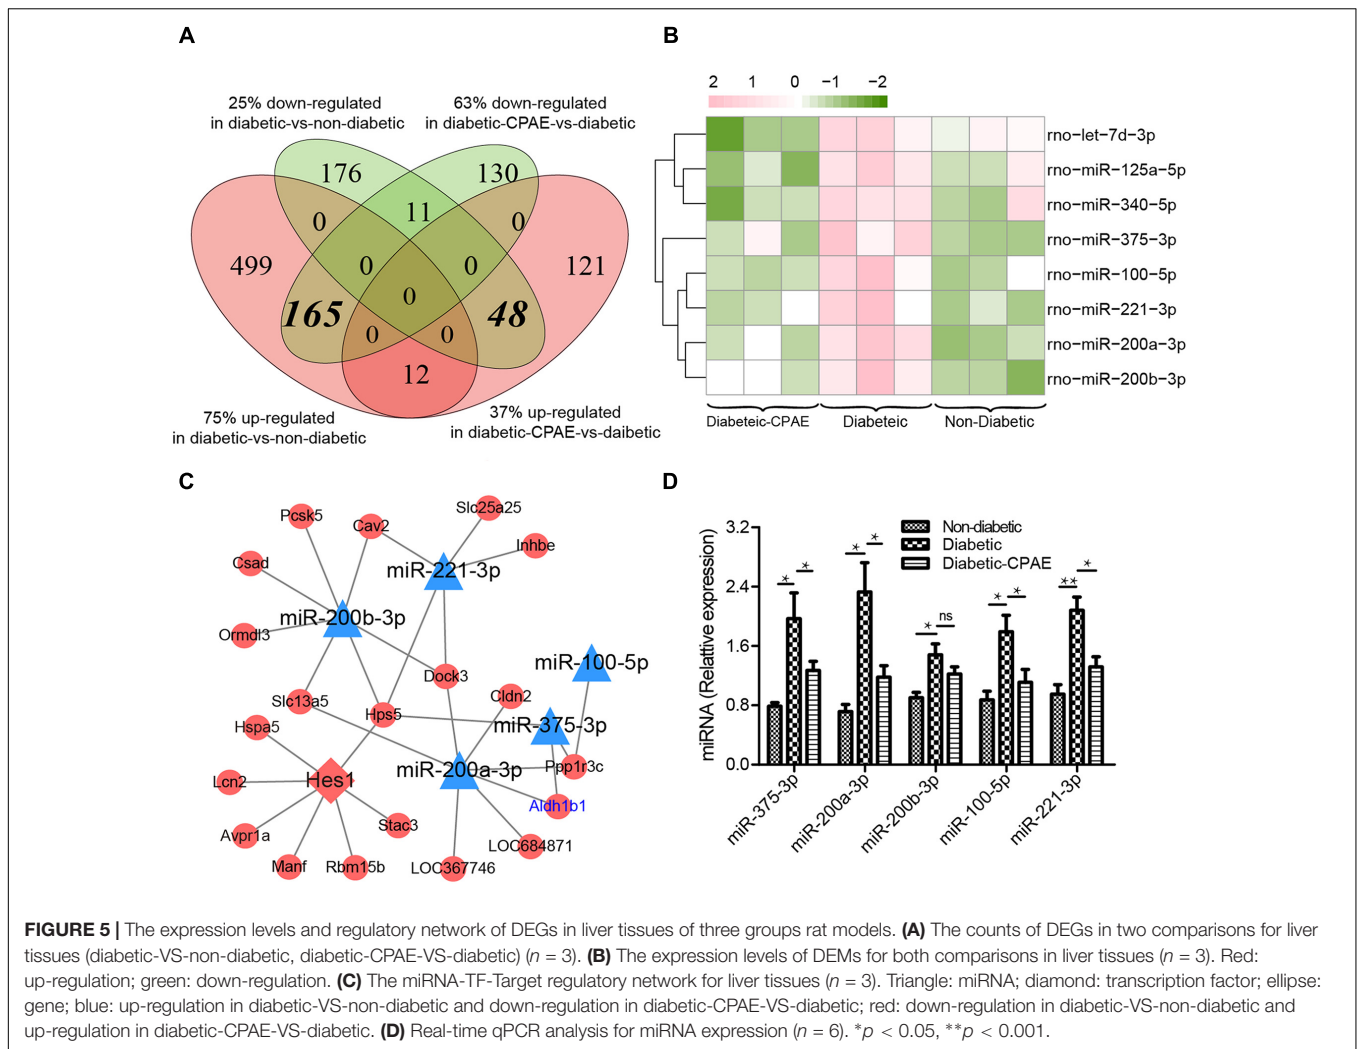 A
25% down-regulated
in diabetic-vs-non-diabetic
63% down-regulated
in diabetic-CPAE-vs-diabetic
176
130
0
11
0
499
0
0
121
165
0
48
0
0
12
75% up-regulated
in diabetic-vs-non-diabetic
37% up-regulated
in diabetic-CPAE-vs-daibetic
B
2 1 0 −1 −2
rno−let−7d−3p
rno−miR−125a−5p
rno−miR−340−5p
rno−miR−375−3p
rno−miR−100−5p
rno−miR−221−3p
rno−miR−200a−3p
rno−miR−200b−3p
Diabeteic-CPAE
Diabeteic
Non-Diabetic
C
Pcsk5
Cav2
Slc25a25
Inhbe
Csad
miR-221-3p
miR-200b-3p
Ormdl3
miR-100-5p
Dock3
Cldn2
Slc13a5
Hps5
miR-375-3p
Hspa5
Lcn2
Hes1
miR-200a-3p
Ppp1r3c
Aldh1b1
Avpr1a
Stac3
LOC684871
Manf
Rbm15b
LOC367746
D
miRNA (Relattive expression)
3.2
2.4
1.6
0.8
0.0
Non-diabetic
Diabetic
Diabetic-CPAE
* *
* *
* ns
* *
** *
miR-375-3p
miR-200a-3p
miR-200b-3p
miR-100-5p
miR-221-3p
FIGURE 5 | The expression levels and regulatory network of DEGs in liver tissues of three groups rat models. (A) The counts of DEGs in two comparisons for liver
tissues (diabetic-VS-non-diabetic, diabetic-CPAE-VS-diabetic) (n = 3). (B) The expression levels of DEMs for both comparisons in liver tissues (n = 3). Red:
up-regulation; green: down-regulation. (C) The miRNA-TF-Target regulatory network for liver tissues (n = 3). Triangle: miRNA; diamond: transcription factor; ellipse:
gene; blue: up-regulation in diabetic-VS-non-diabetic and down-regulation in diabetic-CPAE-VS-diabetic; red: down-regulation in diabetic-VS-non-diabetic and
up-regulation in diabetic-CPAE-VS-diabetic. (D) Real-time qPCR analysis for miRNA expression (n = 6). *p < 0.05, **p < 0.001.